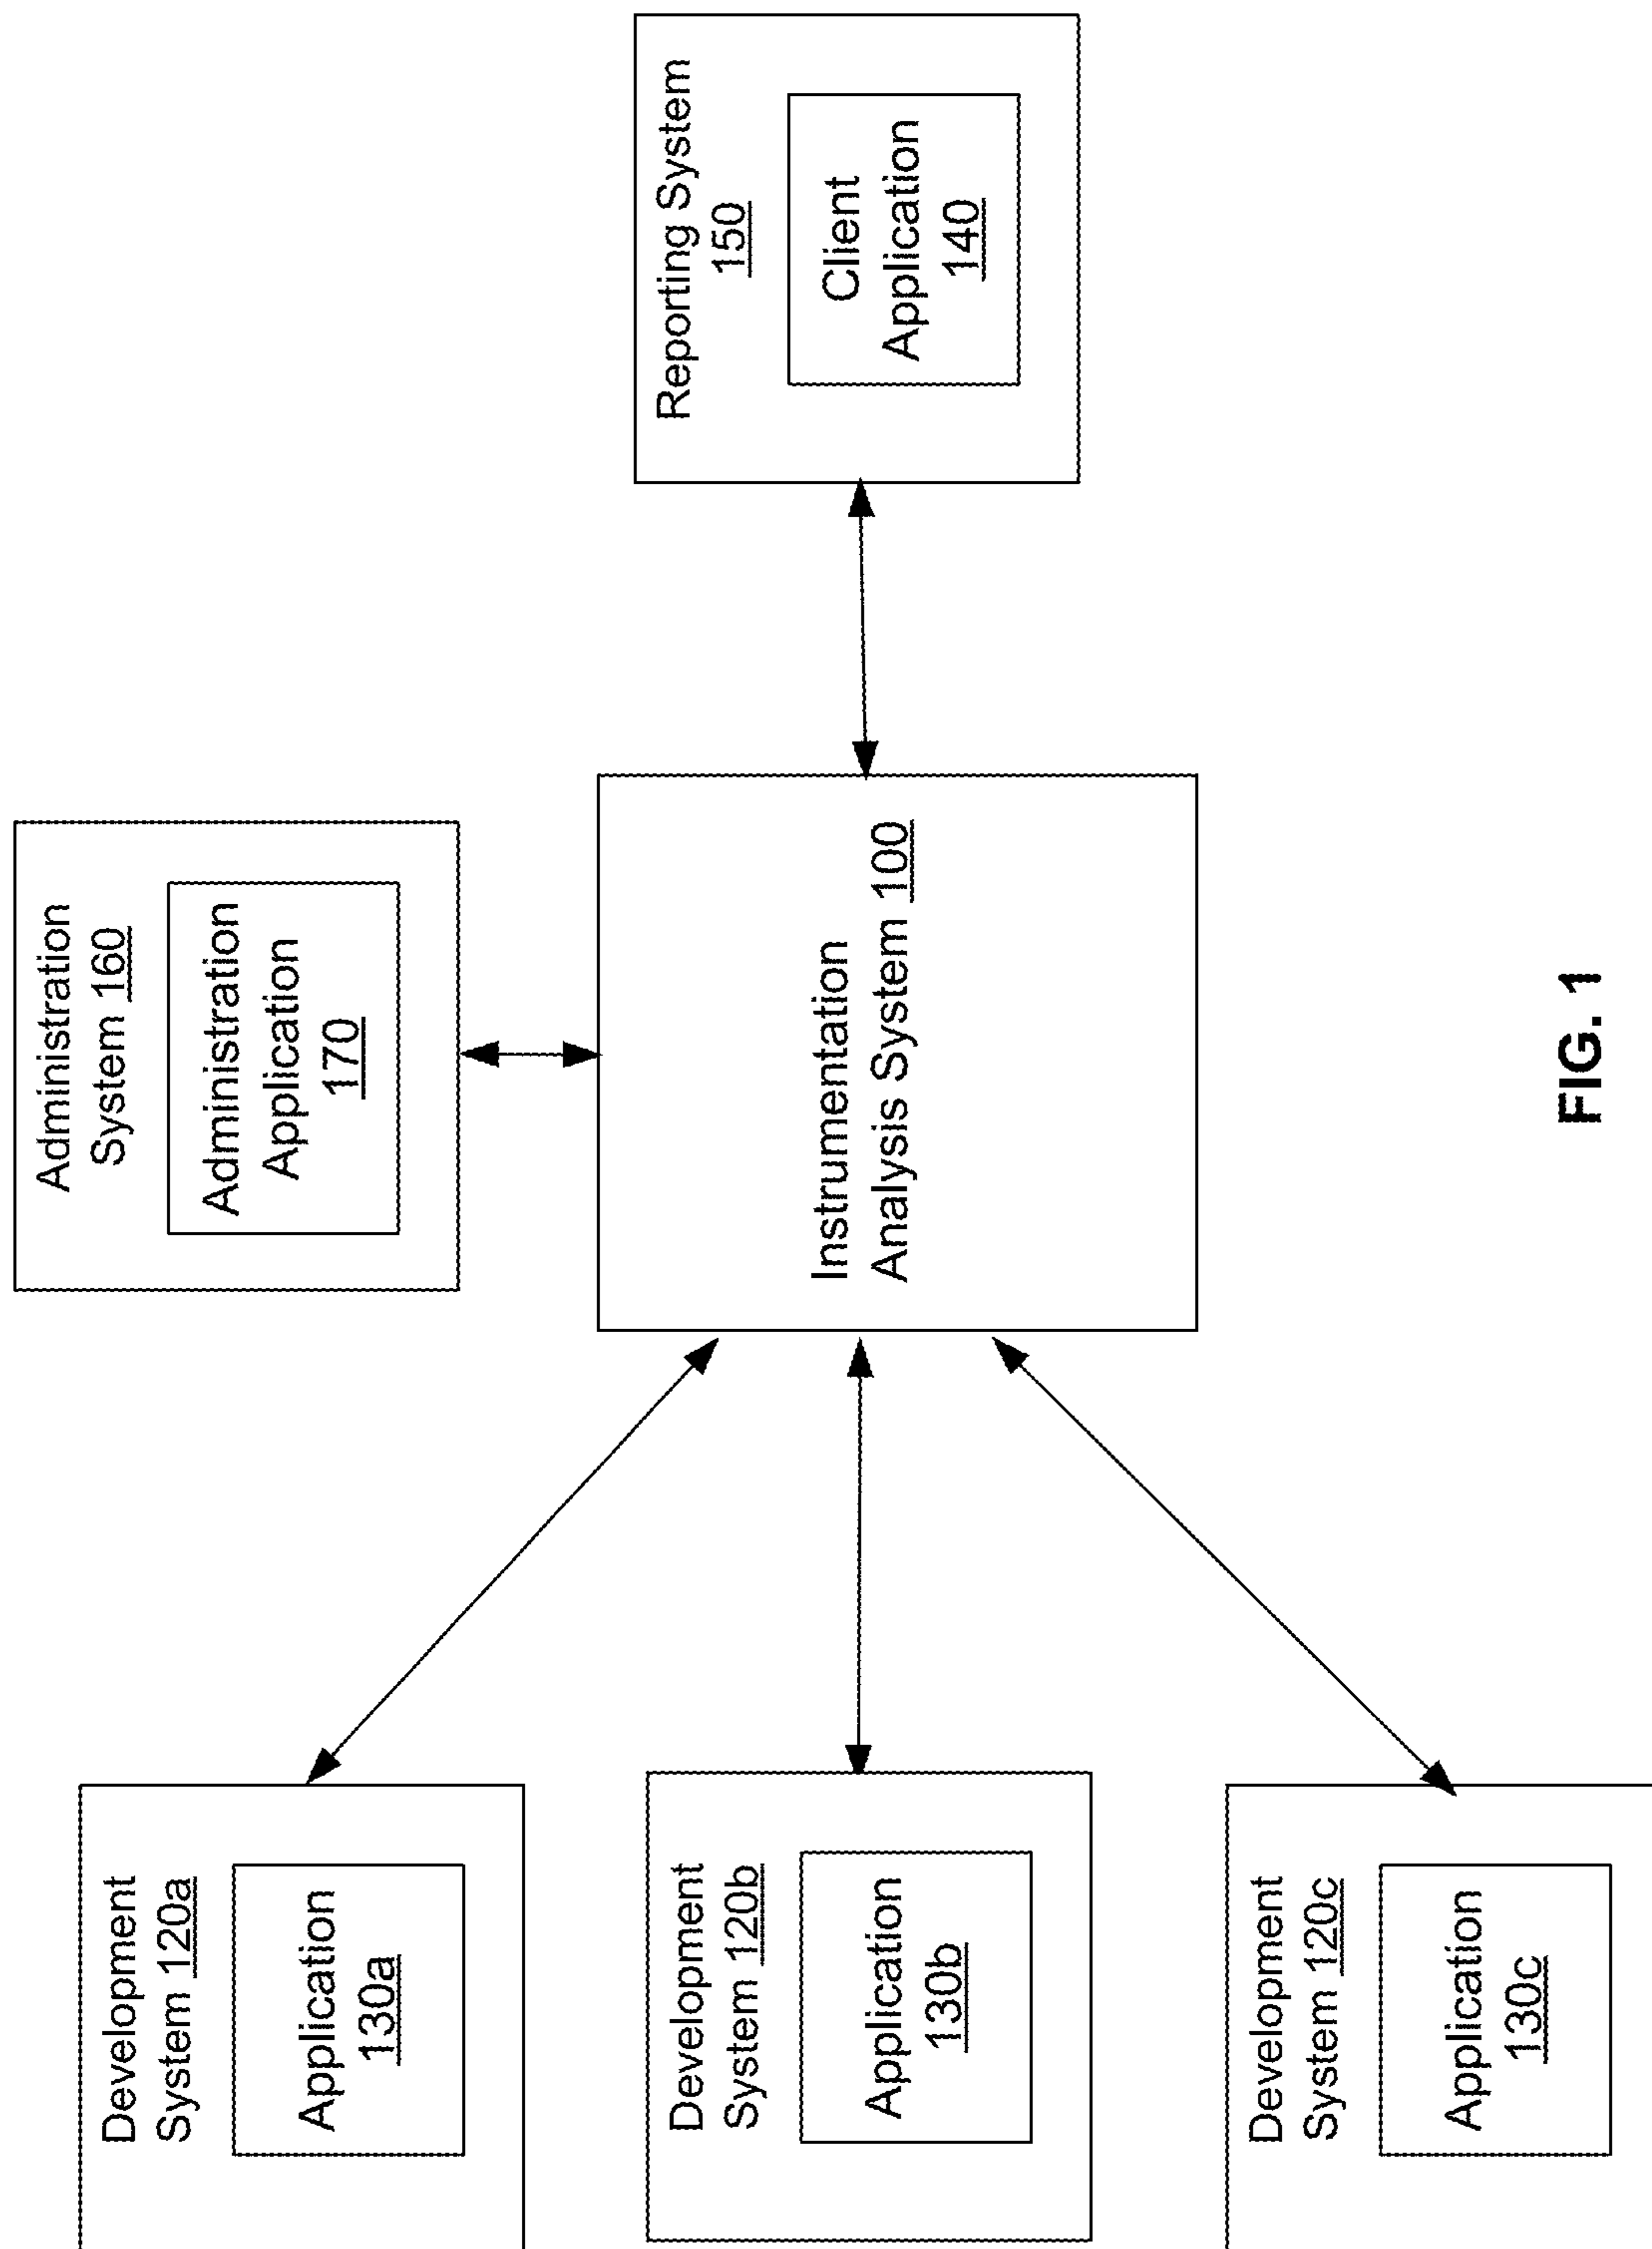 Administration
System 160
Administration
Application
170
Development
System 120a
Application
130a
Development
System 120b
Application
130b
Development
System 120c
Application
130c
Instrumentation
Analysis System 100
Reporting System
150
Client
Application
140
FIG. 1